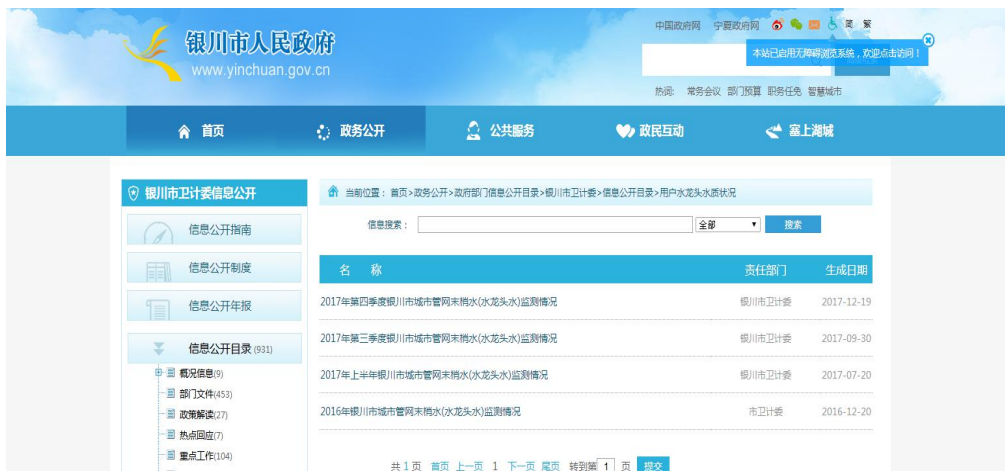 中国政府网 宁夏政府网 简 繁
银川市人民政府
www.yinchuan.gov.cn
本站已启用无障碍浏览系统，欢迎点击访问！
热词: 常务会议 部门预算 职务任免 智慧城市
首页 政务公开 公共服务 政民互动 塞上湖城
银川市卫计委信息公开
信息公开指南
信息公开制度
信息公开年报
信息公开目录 (931)
概况信息(9)
部门文件(453)
政策解读(27)
热点回应(7)
重点工作(104)
当前位置： 首页>政务公开>政府部门信息公开目录>银川市卫计委>信息公开目录>用户水龙头水质状况
信息搜索： 全部 搜索
名 称 责任部门 生成日期
2017年第四季度银川市城市管网末梢水(水龙头水)监测情况 银川市卫计委 2017-12-19
2017年第三季度银川市城市管网末梢水(水龙头水)监测情况 银川市卫计委 2017-09-30
2017年上半年银川市城市管网末梢水(水龙头水)监测情况 银川市卫计委 2017-07-20
2016年银川市城市管网末梢水(水龙头水)监测情况 市卫计委 2016-12-20
共 1 页 首页 上一页 1 下一页 尾页 转到第 1 页 提交